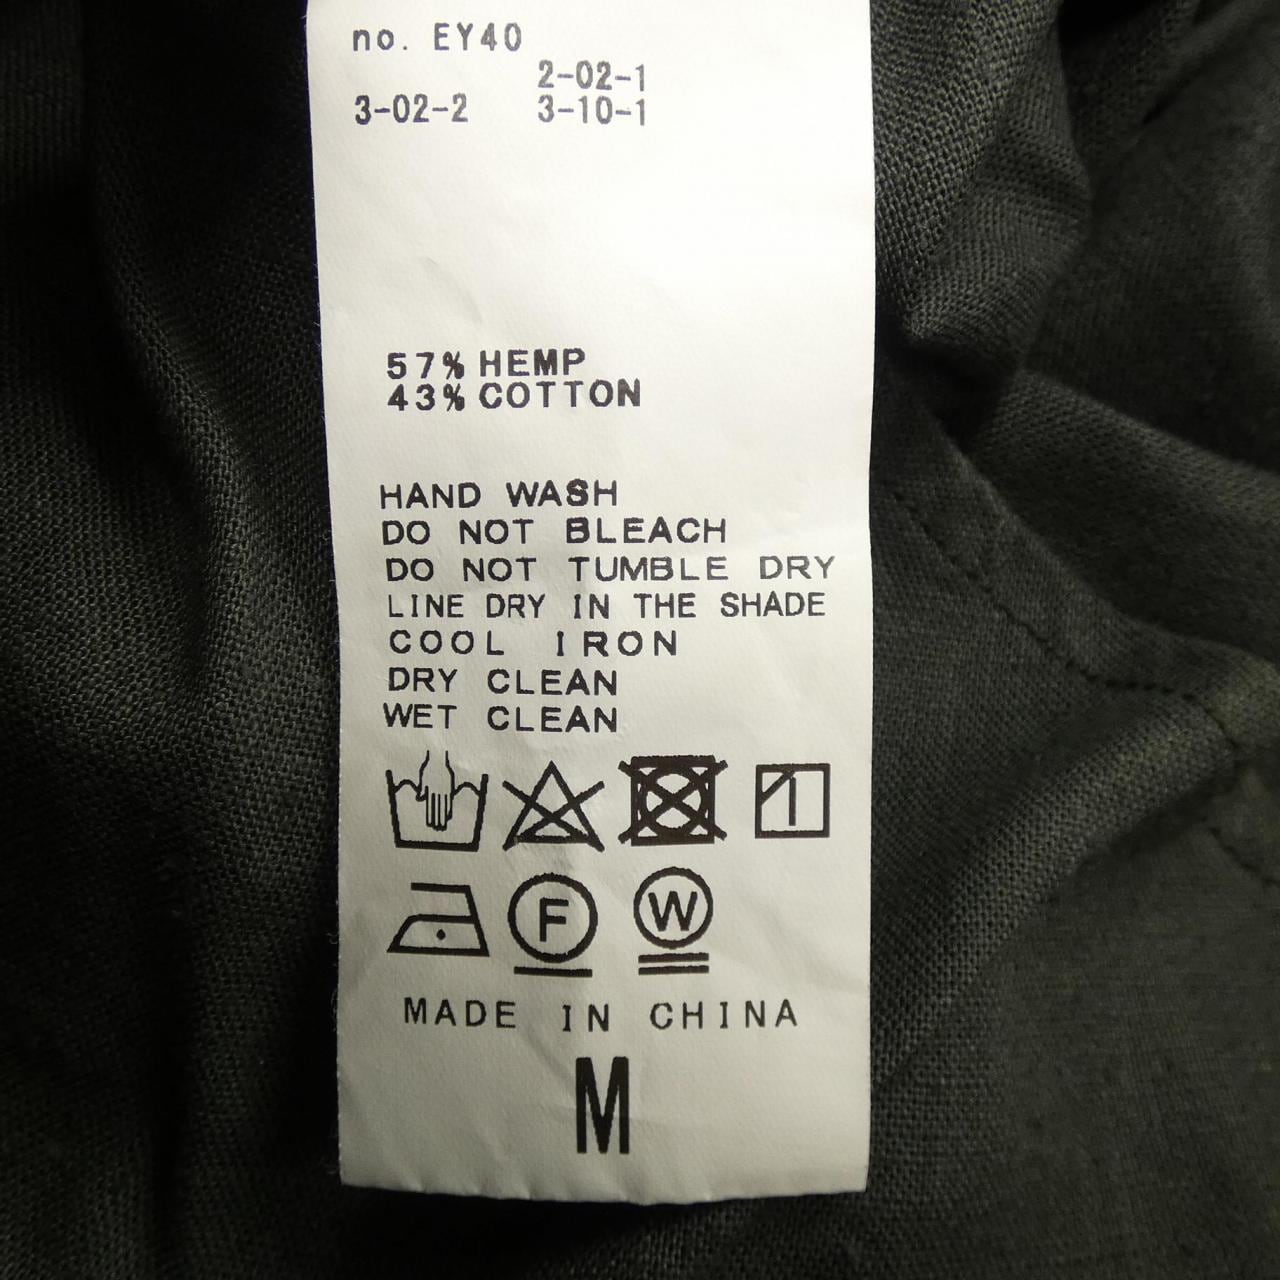 no. EY40
2-02-1
3-02-2 3-10-1
57% HEMP
43% COTTON
HAND WASH
DO NOT BLEACH
DO NOT TUMBLE DRY
LINE DRY IN THE SHADE
COOL IRON
DRY CLEAN
WET CLEAN
F W
MADE IN CHINA
M